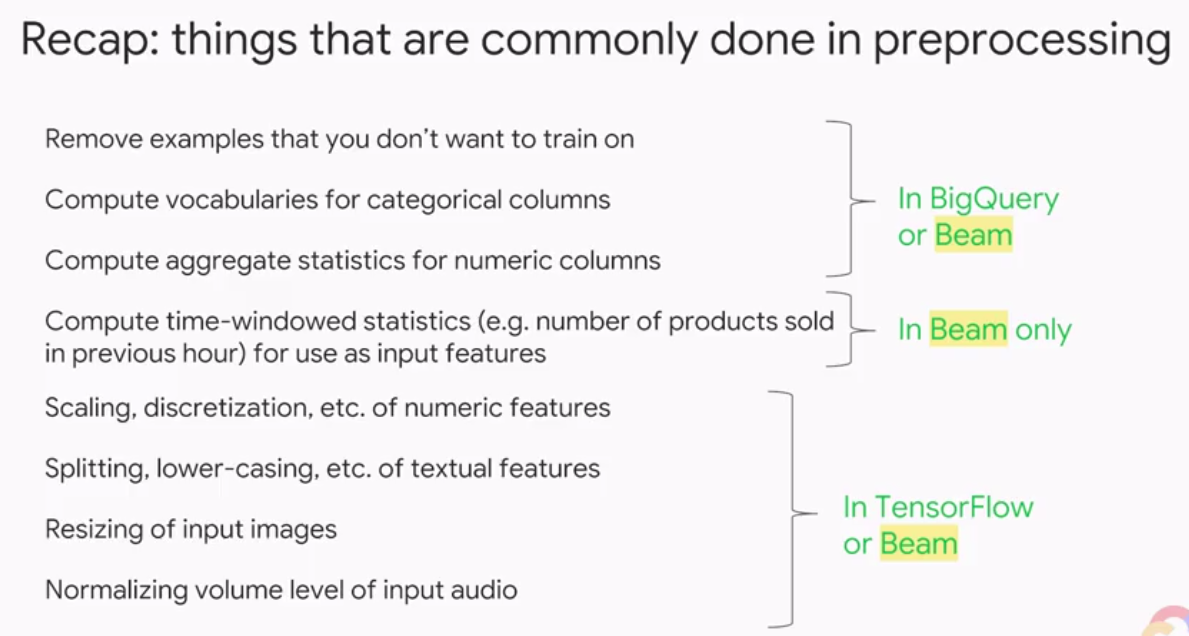 Recap: things that are commonly done in preprocessing
Remove examples that you don’t want to train on
Compute vocabularies for categorical columns
Compute aggregate statistics for numeric columns
In BigQuery
or Beam
Compute time-windowed statistics (e.g. number of products sold
in previous hour) for use as input features
In Beam only
Scaling, discretization, etc. of numeric features
Splitting, lower-casing, etc. of textual features
Resizing of input images
Normalizing volume level of input audio
In TensorFlow
or Beam